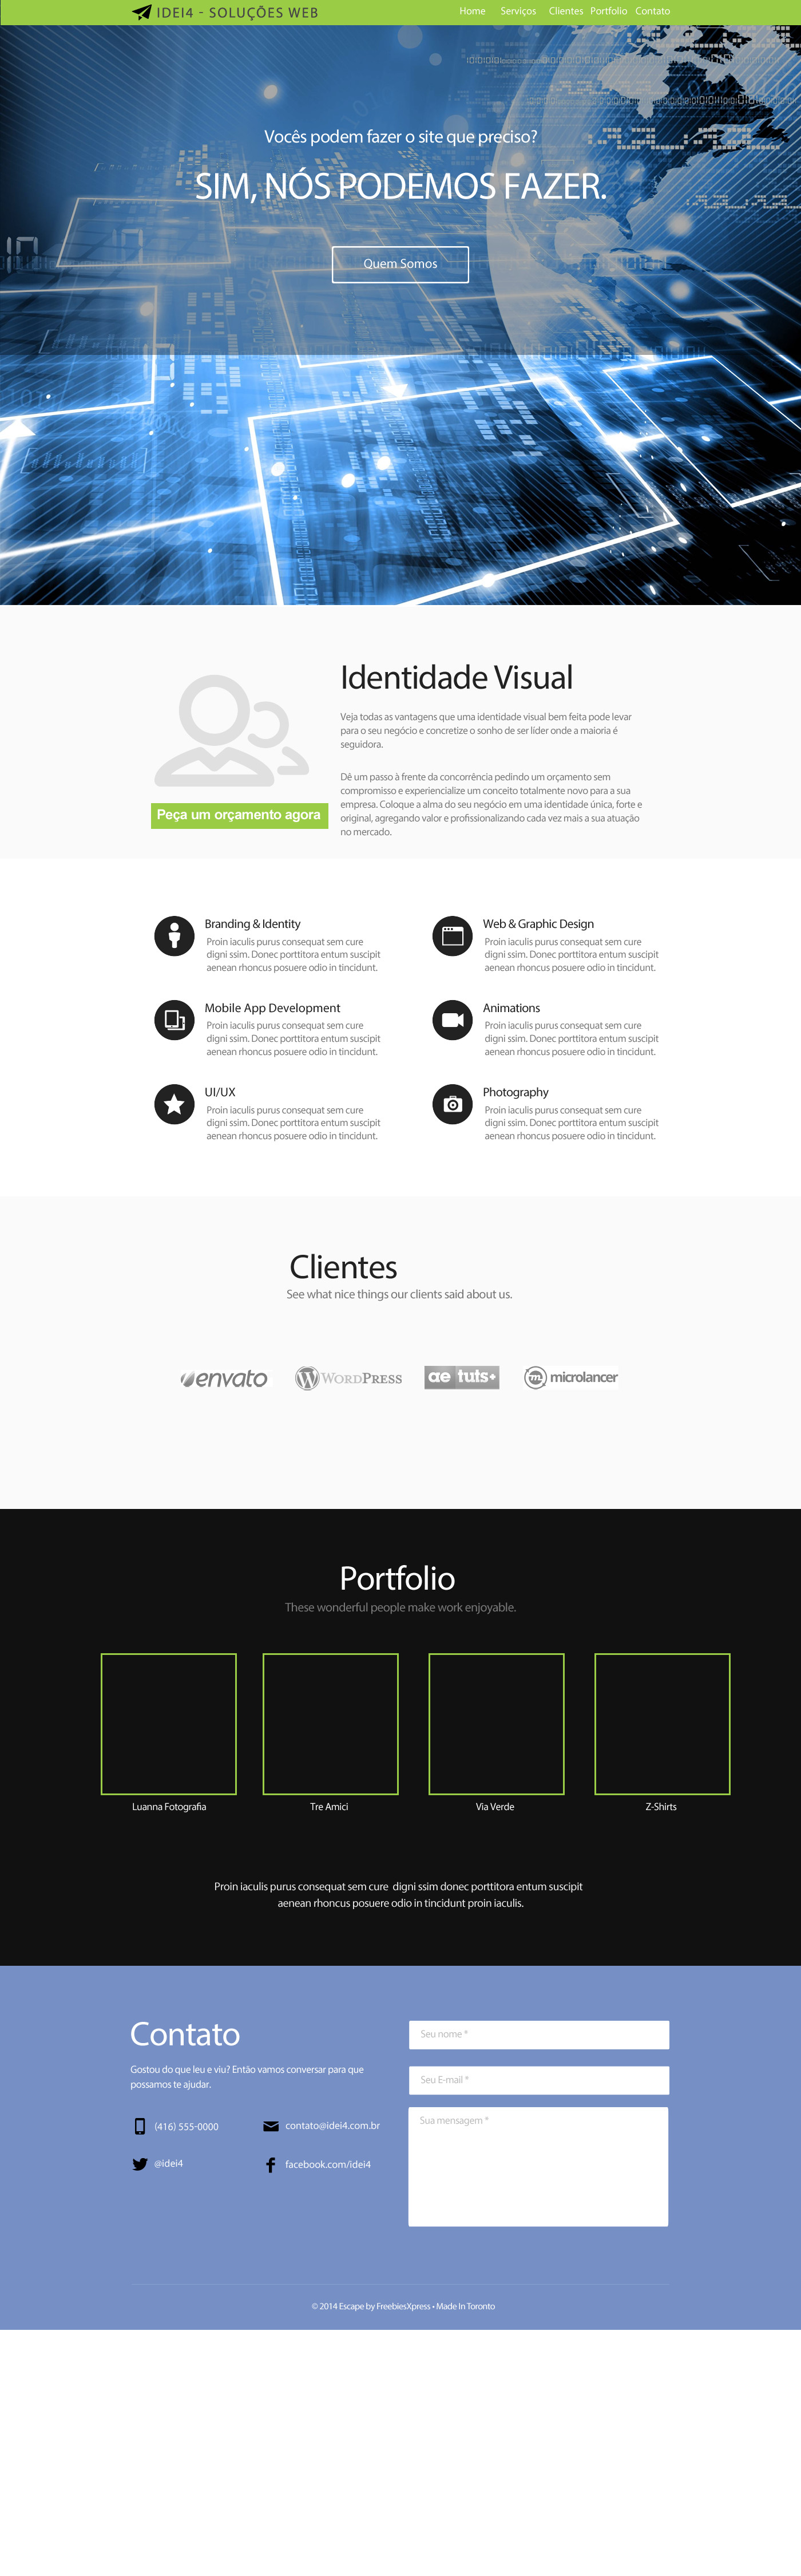 IDEI4 - SOLUÇÕES WEB
Home Serviços Clientes Portfolio Contato
Vocês podem fazer o site que preciso?
SIM, NÓS PODEMOS FAZER.
Quem Somos
Identidade Visual
Veja todas as vantagens que uma identidade visual bem feita pode levar
para o seu negócio e concretize o sonho de ser líder onde a maioria é
seguidora.
Dê um passo à frente da concorrência pedindo um orçamento sem
compromisso e experiencialize um conceito totalmente novo para a sua
empresa. Coloque a alma do seu negócio em uma identidade única, forte e
original, agregando valor e profissionalizando cada vez mais a sua atuação
no mercado.
Peça um orçamento agora
Branding & Identity
Proin iaculis purus consequat sem cure
digni ssim. Donec porttitora entum suscipit
aenean rhoncus posuere odio in tincidunt.
Web & Graphic Design
Proin iaculis purus consequat sem cure
digni ssim. Donec porttitora entum suscipit
aenean rhoncus posuere odio in tincidunt.
Mobile App Development
Proin iaculis purus consequat sem cure
digni ssim. Donec porttitora entum suscipit
aenean rhoncus posuere odio in tincidunt.
Animations
Proin iaculis purus consequat sem cure
digni ssim. Donec porttitora entum suscipit
aenean rhoncus posuere odio in tincidunt.
UI/UX
Proin iaculis purus consequat sem cure
digni ssim. Donec porttitora entum suscipit
aenean rhoncus posuere odio in tincidunt.
Photography
Proin iaculis purus consequat sem cure
digni ssim. Donec porttitora entum suscipit
aenean rhoncus posuere odio in tincidunt.
Clientes
See what nice things our clients said about us.
envato WORDPRESS ae tuts+ m microlancer
Portfolio
These wonderful people make work enjoyable.
Luanna Fotografia Tre Amici Via Verde Z-Shirts
Proin iaculis purus consequat sem cure digni ssim donec porttitora entum suscipit
aenean rhoncus posuere odio in tincidunt proin iaculis.
Contato
Gostou do que leu e viu? Então vamos conversar para que
possamos te ajudar.
(416) 555-0000 contato@idei4.com.br
@idei4 facebook.com/idei4
Seu nome *
Seu E-mail *
Sua mensagem *
© 2014 Escape by FreebiesXpress • Made In Toronto